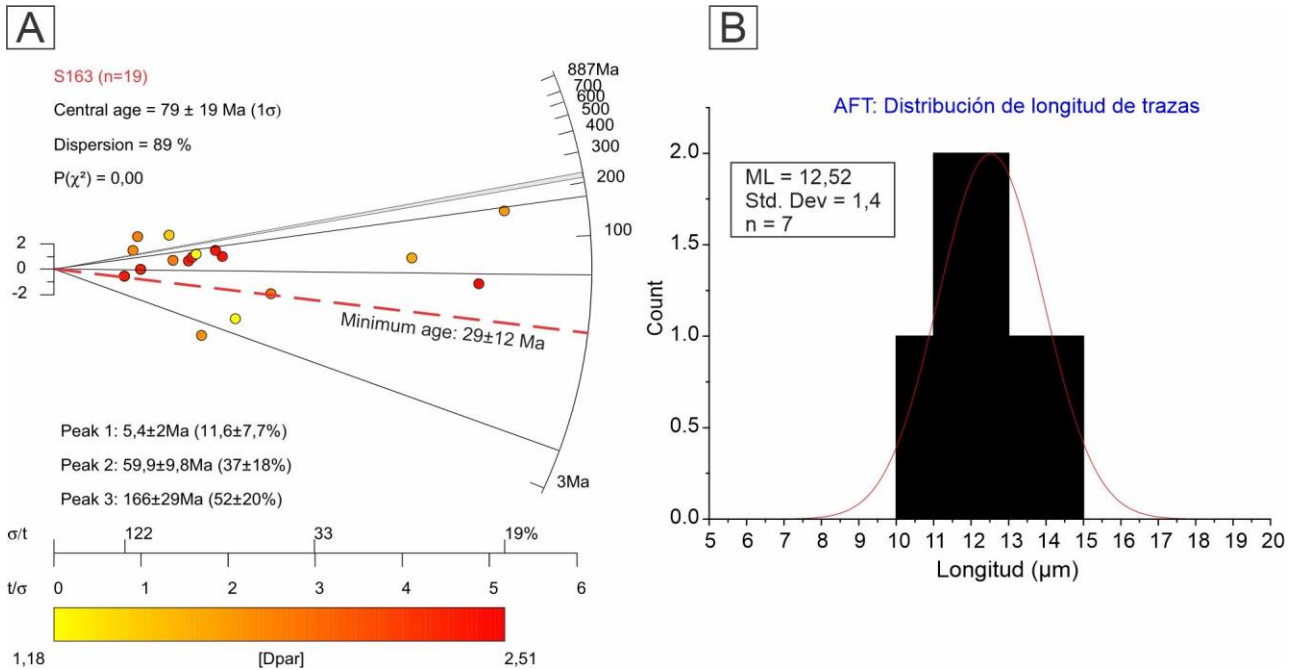 A
S163 (n=19)
Central age = 79 ± 19 Ma (1σ)
Dispersion = 89 %
P(χ²) = 0,00
887Ma
700
600
500
400
300
200
100
2
0
-2
Minimum age: 29±12 Ma
3Ma
Peak 1: 5,4±2Ma (11,6±7,7%)
Peak 2: 59,9±9,8Ma (37±18%)
Peak 3: 166±29Ma (52±20%)
σ/t 122 33 19%
t/σ 0 1 2 3 4 5 6
1,18 [Dpar] 2,51
B
AFT: Distribución de longitud de trazas
ML = 12,52
Std. Dev = 1,4
n = 7
Count
2.0
1.5
1.0
0.5
0.0
5 6 7 8 9 10 11 12 13 14 15 16 17 18 19 20
Longitud (µm)